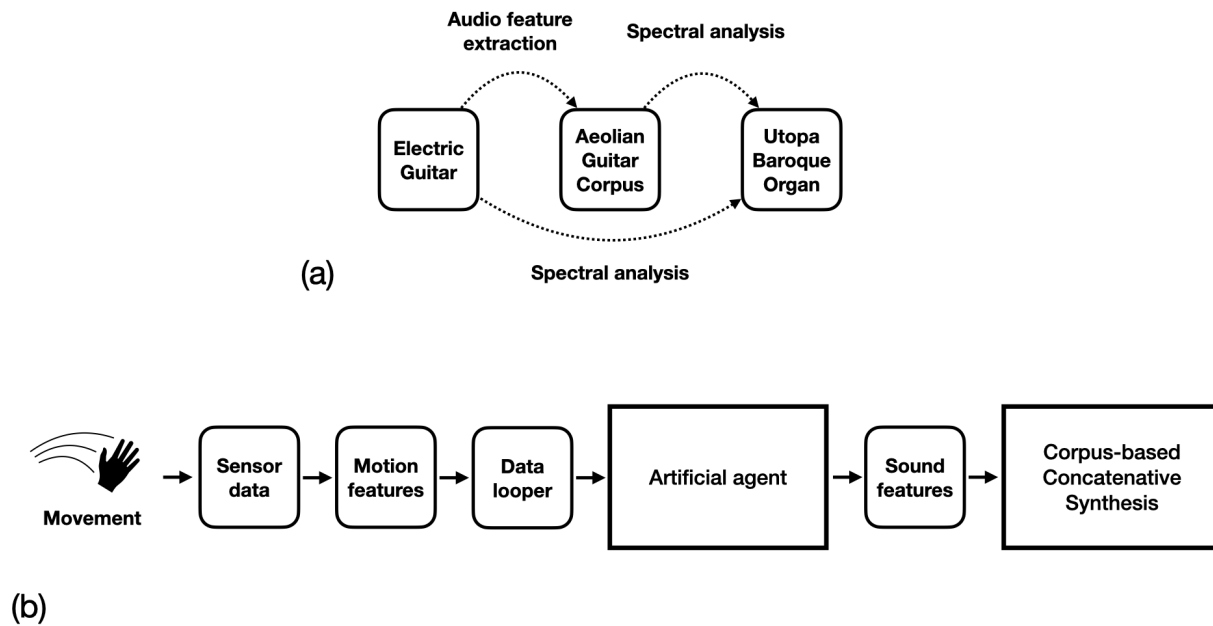 Audio feature
extraction
Spectral analysis
Electric
Guitar
Aeolian
Guitar
Corpus
Utopa
Baroque
Organ
Spectral analysis
(a)
Movement
Sensor
data
Motion
features
Data
looper
Artificial agent
Sound
features
Corpus-based
Concatenative
Synthesis
(b)